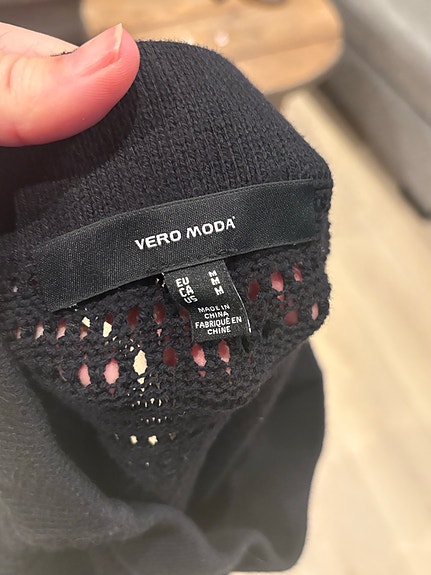 VERO MODA
EU M
CA M
US M
MADE IN
CHINA
FABRIQUÉ EN
CHINE